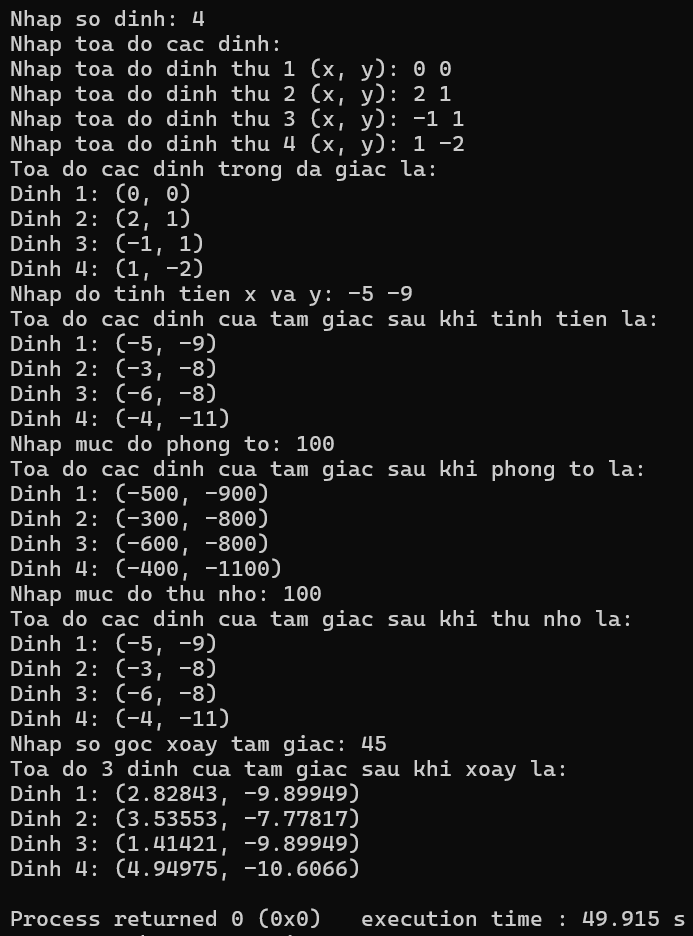 Nhap so dinh: 4
Nhap toa do cac dinh:
Nhap toa do dinh thu 1 (x, y): 0 0
Nhap toa do dinh thu 2 (x, y): 2 1
Nhap toa do dinh thu 3 (x, y): -1 1
Nhap toa do dinh thu 4 (x, y): 1 -2
Toa do cac dinh trong da giac la:
Dinh 1: (0, 0)
Dinh 2: (2, 1)
Dinh 3: (-1, 1)
Dinh 4: (1, -2)
Nhap do tinh tien x va y: -5 -9
Toa do cac dinh cua tam giac sau khi tinh tien la:
Dinh 1: (-5, -9)
Dinh 2: (-3, -8)
Dinh 3: (-6, -8)
Dinh 4: (-4, -11)
Nhap muc do phong to: 100
Toa do cac dinh cua tam giac sau khi phong to la:
Dinh 1: (-500, -900)
Dinh 2: (-300, -800)
Dinh 3: (-600, -800)
Dinh 4: (-400, -1100)
Nhap muc do thu nho: 100
Toa do cac dinh cua tam giac sau khi thu nho la:
Dinh 1: (-5, -9)
Dinh 2: (-3, -8)
Dinh 3: (-6, -8)
Dinh 4: (-4, -11)
Nhap so goc xoay tam giac: 45
Toa do 3 dinh cua tam giac sau khi xoay la:
Dinh 1: (2.82843, -9.89949)
Dinh 2: (3.53553, -7.77817)
Dinh 3: (1.41421, -9.89949)
Dinh 4: (4.94975, -10.6066)
Process returned 0 (0x0)   execution time : 49.915 s